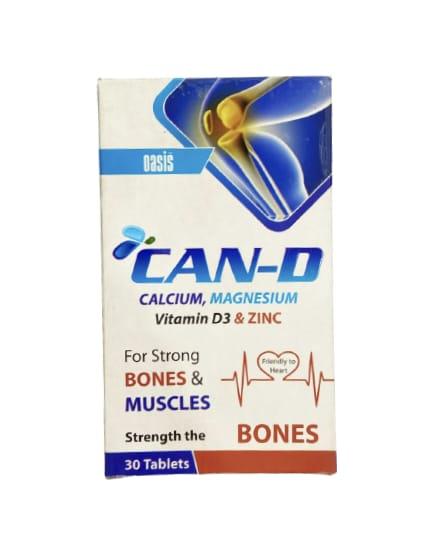 Oasis
CAN-D
CALCIUM, MAGNESIUM
Vitamin D3 & ZINC
For Strong
BONES &
MUSCLES
Friendly to
Heart
Strength the BONES
30 Tablets